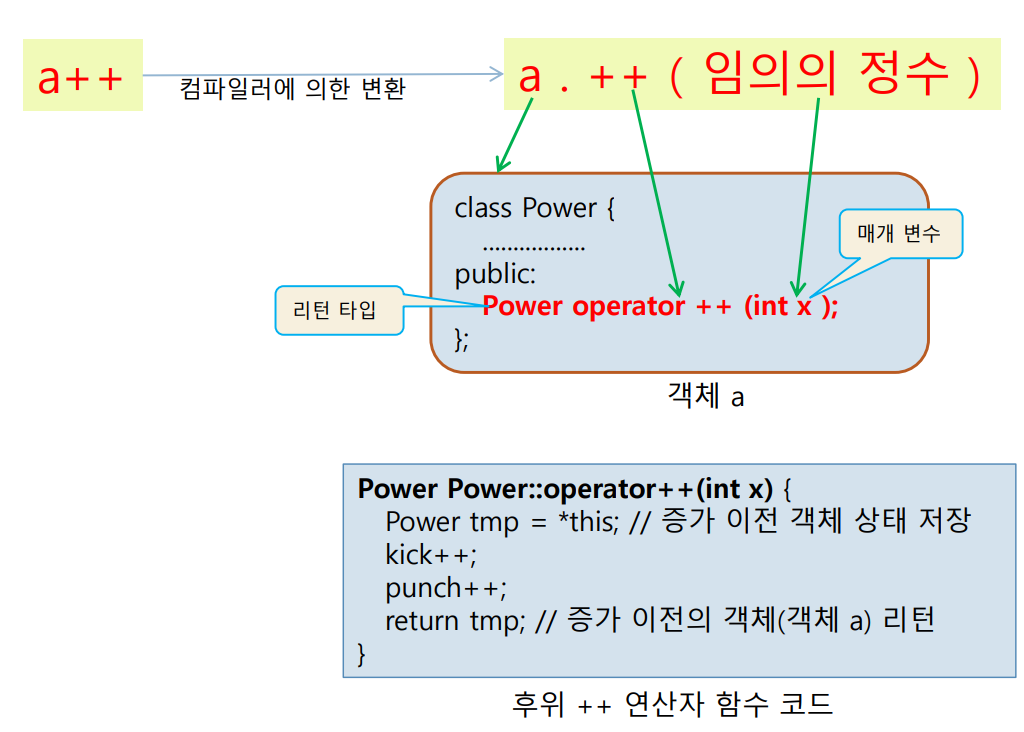 a++
컴파일러에 의한 변환
a . ++ ( 임의의 정수 )
class Power {
................
public:
Power operator ++ (int x );
};
매개 변수
리턴 타입
객체 a
Power Power::operator++(int x) {
Power tmp = *this; // 증가 이전 객체 상태 저장
kick++;
punch++;
return tmp; // 증가 이전의 객체(객체 a) 리턴
}
후위 ++ 연산자 함수 코드